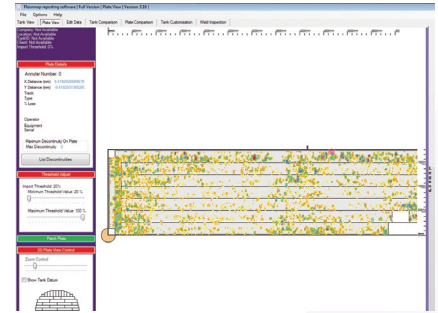 Floormap reporting software | Full Version | Plate View | Version 3.16 |
File Options Help
Tank View Plate View Edit Data Tank Comparison Plate Comparison Tank Customisation Weld Inspection
Company: Not Available
Location: Not Available
TankID: Not Available
Client: Not Available
Import Threshold: 0%
Plate Details
Annular Number: 0
X Distance (mm)
Y Distance (mm)
Track
Type
% Loss
Operator
Equipment
Serial
Maximum Discontinuity On Plate
Max Discontinuity
List Discontinuities
Threshold Adjust
Import Threshold: 20%
Minimum Threshold Value: 20 %
Maximum Threshold Value: 100 %
Patch Plate
2D Plate View Control
Zoom Control
Show Tank Datum